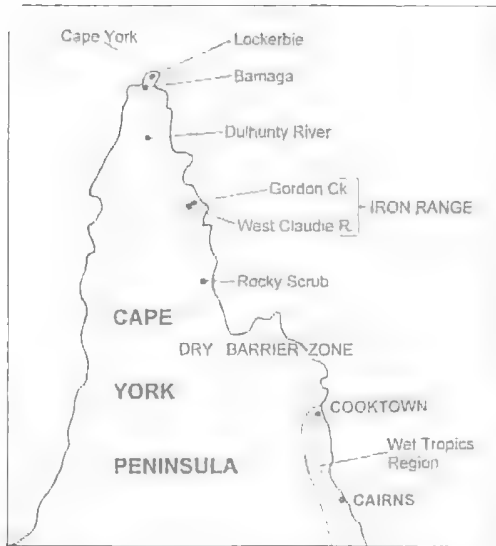 Cape York
Lockerbie
Bamaga
Dulhunty River
Gordon Ck
IRON RANGE
West Claudie R.
Rocky Scrub
CAPE
DRY BARRIER ZONE
YORK
COOKTOWN
Wet Tropics
Region
PENINSULA
CAIRNS